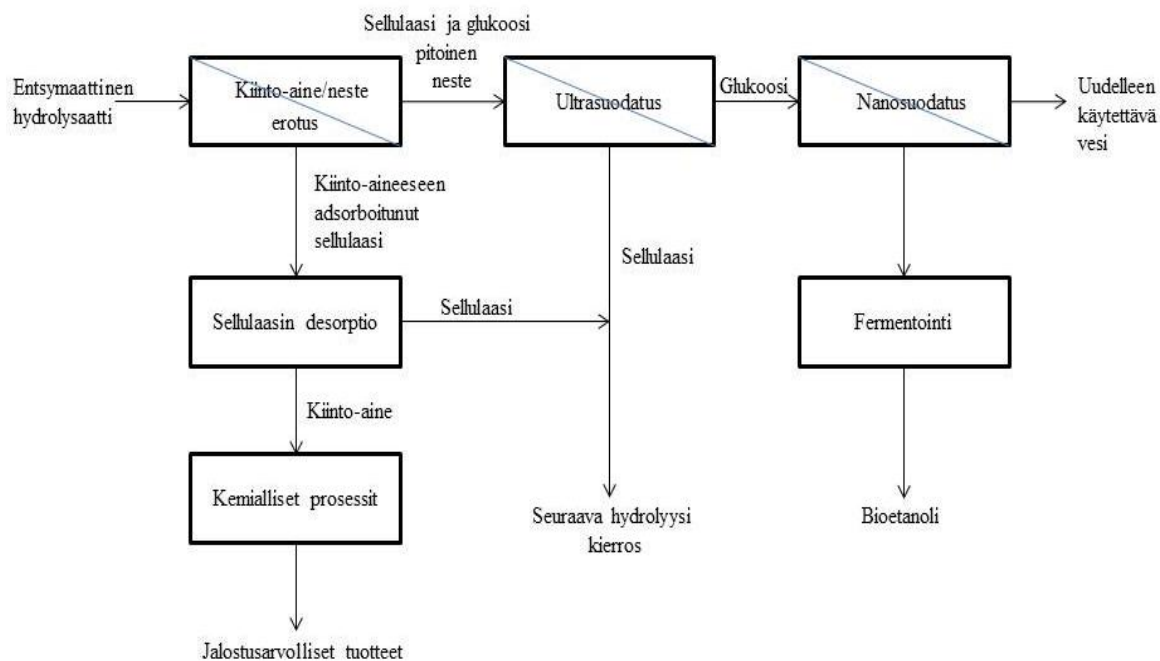 Sellulaasi ja glukoosi
pitoinen
neste
Entsymaattinen
hydrolysaatti
Kiinto-aine/neste
erotus
Ultrasuodatus
Glukoosi
Nanosuodatus
Uudelleen
käytettävä
vesi
Kiinto-aineeseen
adsorboitunut
sellulaasi
Sellulaasi
Sellulaasin desorptio
Sellulaasi
Fermentointi
Kiinto-aine
Kemialliset prosessit
Seuraava hydrolyysi
kierros
Bioetanoli
Jalostusarvolliset tuotteet